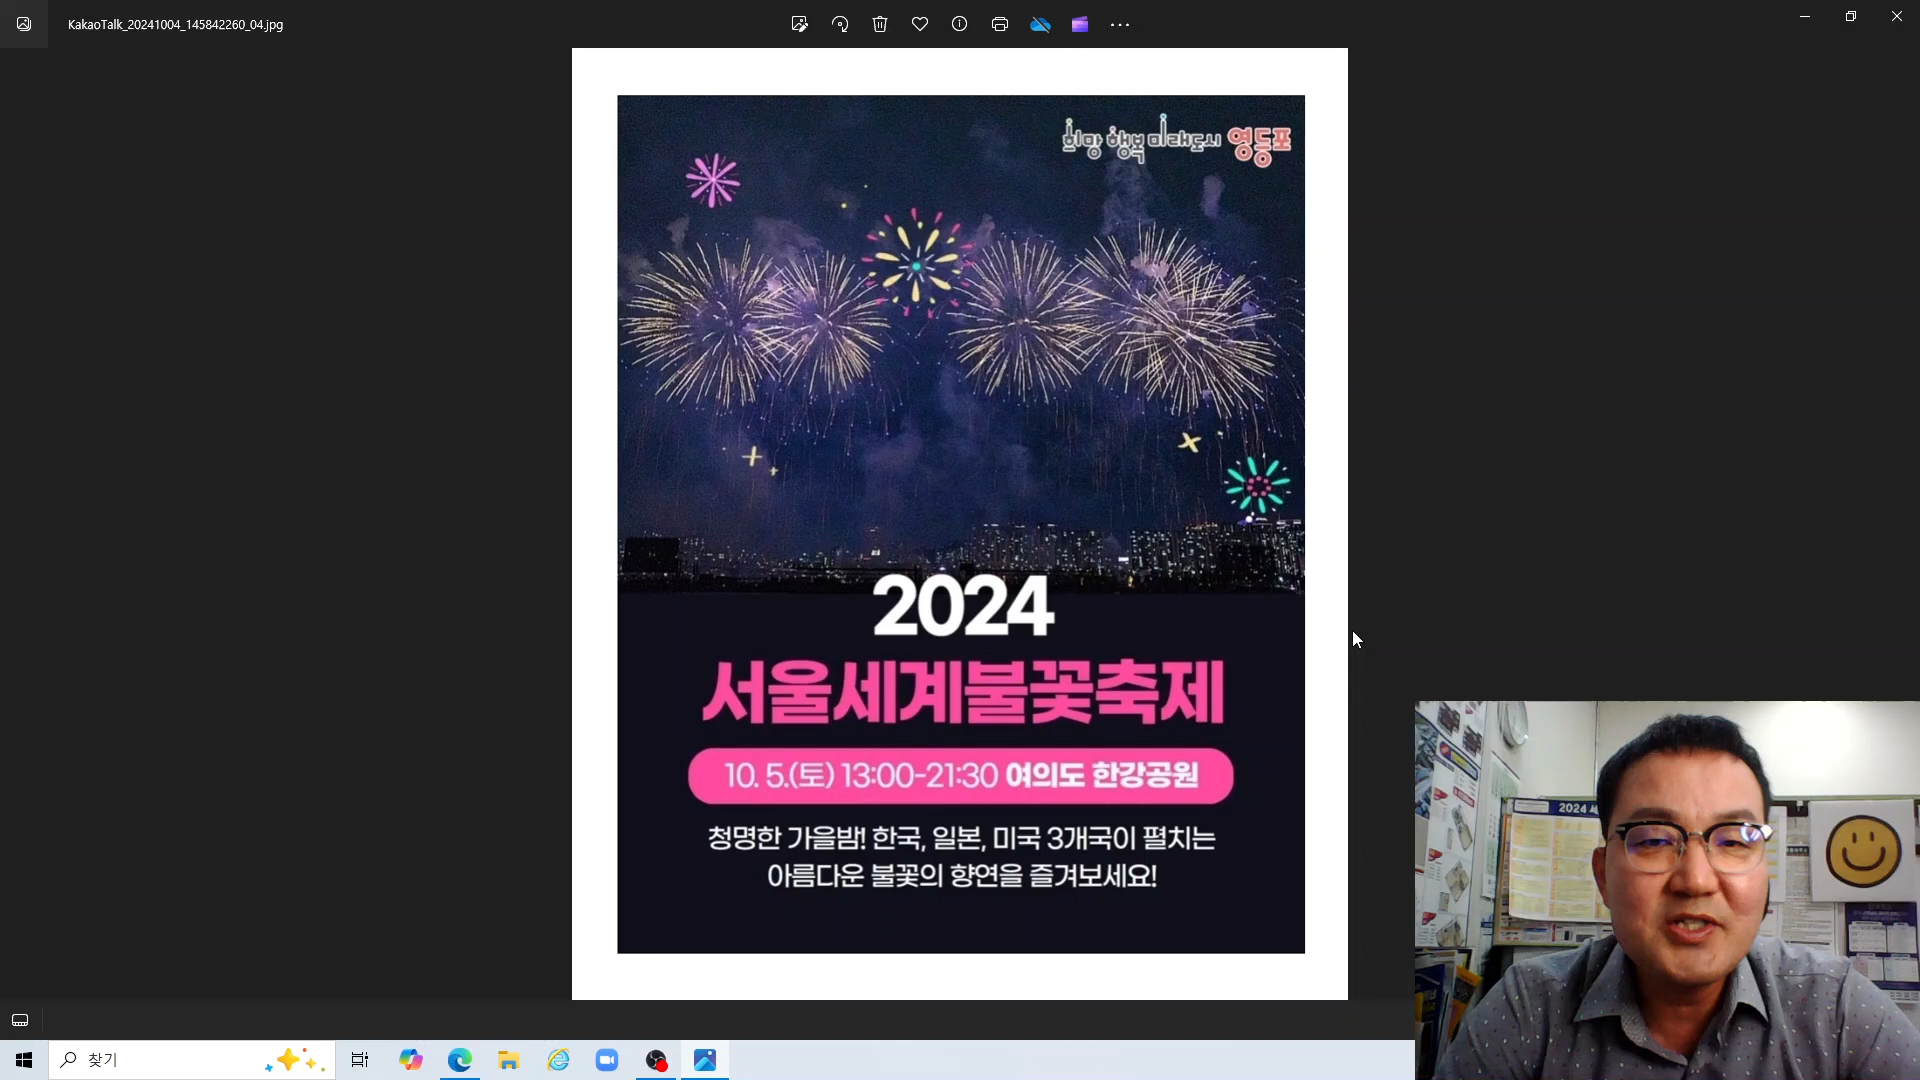 KakaoTalk_20241004_145842260_04.jpg
희망 행복 미래도시 영등포
2024
서울세계불꽃축제
10. 5.(토) 13:00-21:30 여의도 한강공원
청명한 가을밤! 한국, 일본, 미국 3개국이 펼치는
아름다운 불꽃의 향연을 즐겨보세요!
2024
찾기